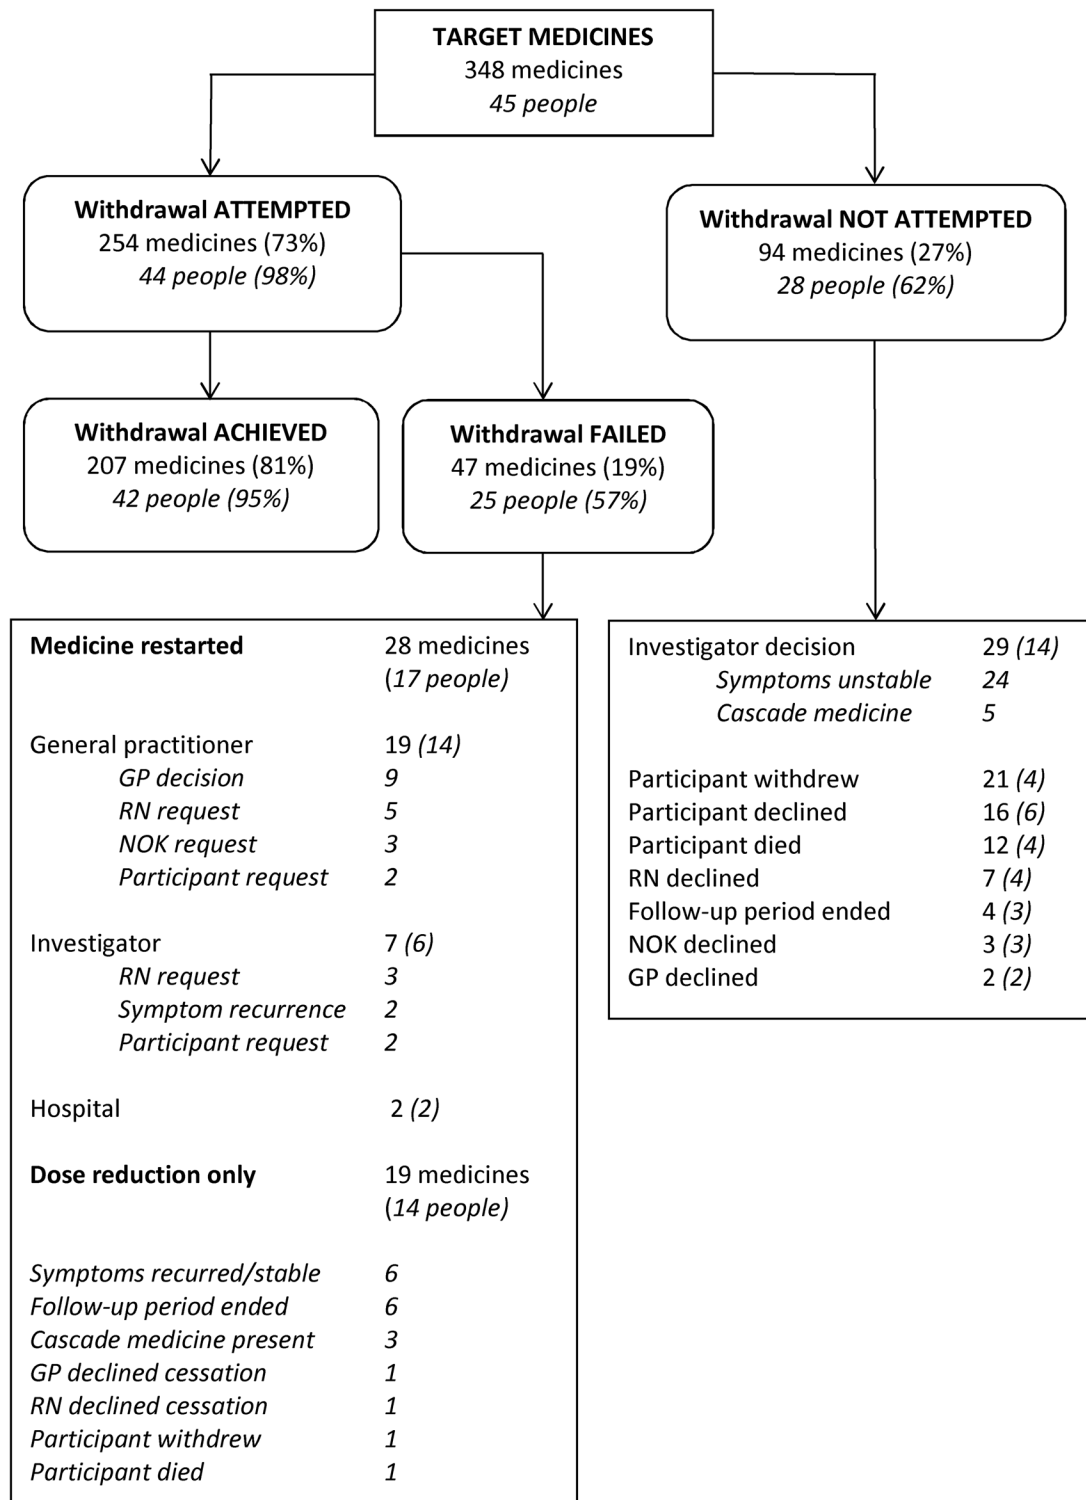 TARGET MEDICINES
348 medicines
45 people
Withdrawal ATTEMPTED
254 medicines (73%)
44 people (98%)
Withdrawal NOT ATTEMPTED
94 medicines (27%)
28 people (62%)
Withdrawal ACHIEVED
207 medicines (81%)
42 people (95%)
Withdrawal FAILED
47 medicines (19%)
25 people (57%)
Medicine restarted 28 medicines
(17 people)
General practitioner 19 (14)
GP decision 9
RN request 5
NOK request 3
Participant request 2
Investigator 7 (6)
RN request 3
Symptom recurrence 2
Participant request 2
Hospital 2 (2)
Dose reduction only 19 medicines
(14 people)
Symptoms recurred/stable 6
Follow-up period ended 6
Cascade medicine present 3
GP declined cessation 1
RN declined cessation 1
Participant withdrew 1
Participant died 1
Investigator decision 29 (14)
Symptoms unstable 24
Cascade medicine 5
Participant withdrew 21 (4)
Participant declined 16 (6)
Participant died 12 (4)
RN declined 7 (4)
Follow-up period ended 4 (3)
NOK declined 3 (3)
GP declined 2 (2)